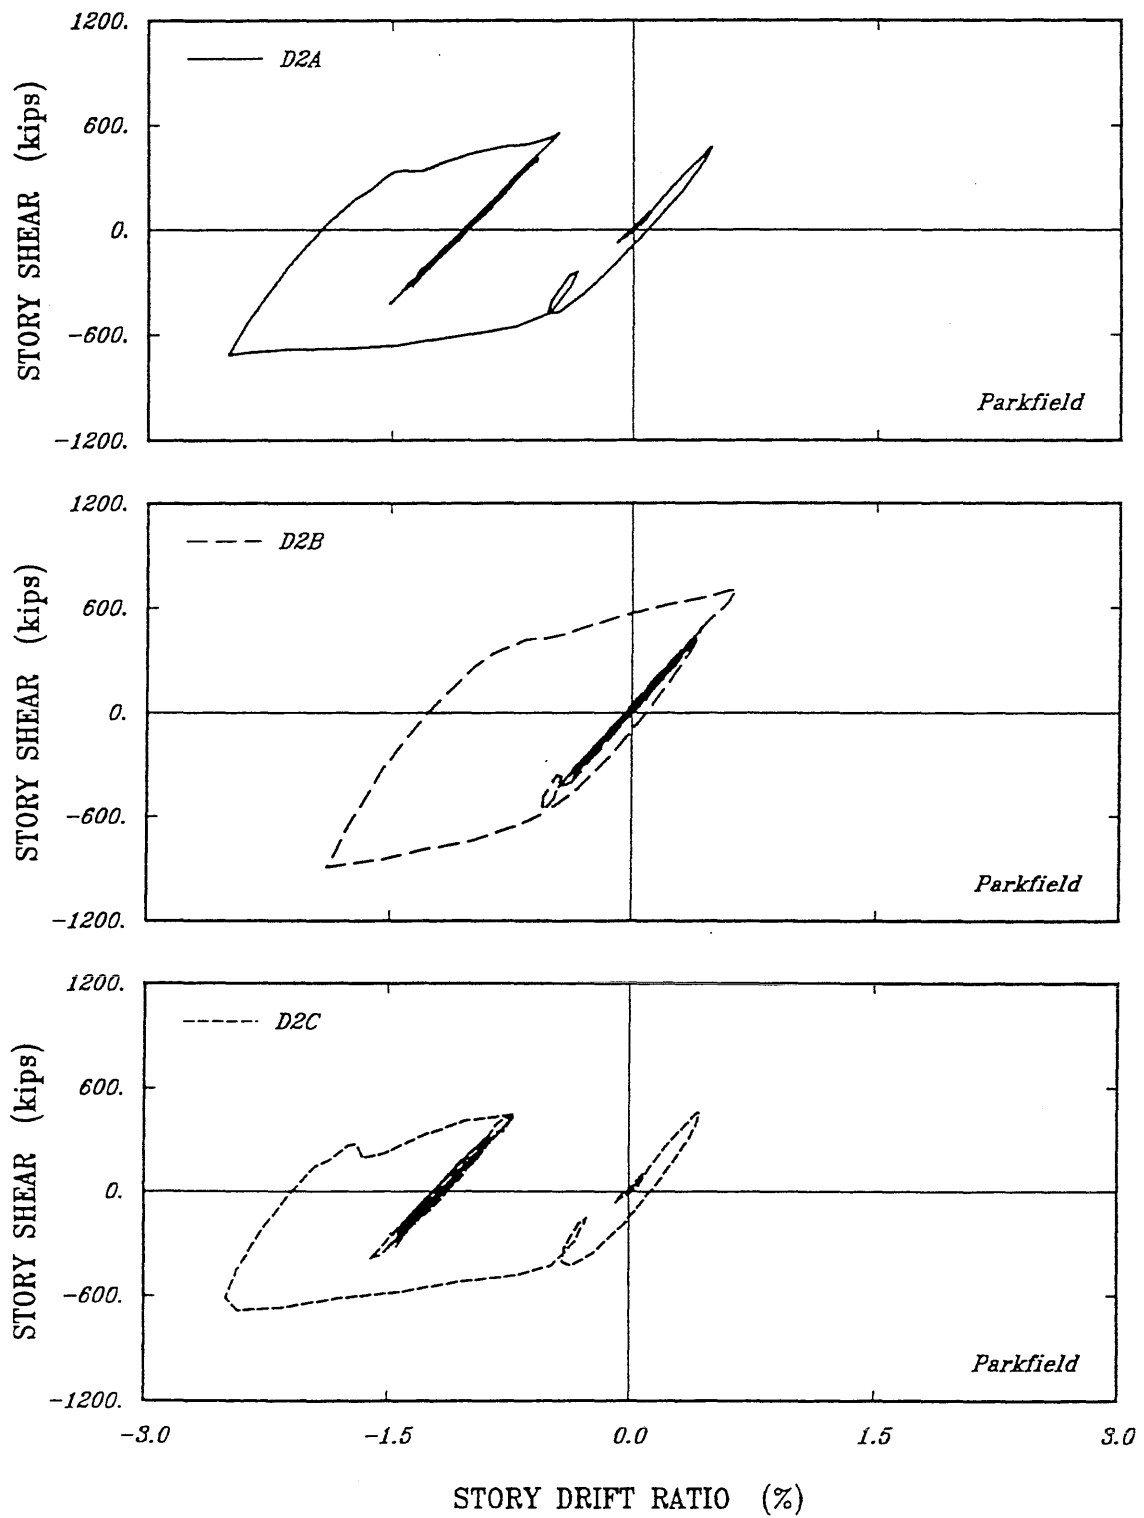 1200.
D2A
600.
0.
-600.
-1200.
STORY SHEAR (kips)
Parkfield
1200.
D2B
600.
0.
-600.
-1200.
STORY SHEAR (kips)
Parkfield
1200.
D2C
600.
0.
-600.
-1200.
STORY SHEAR (kips)
Parkfield
-3.0 -1.5 0.0 1.5 3.0
STORY DRIFT RATIO (%)